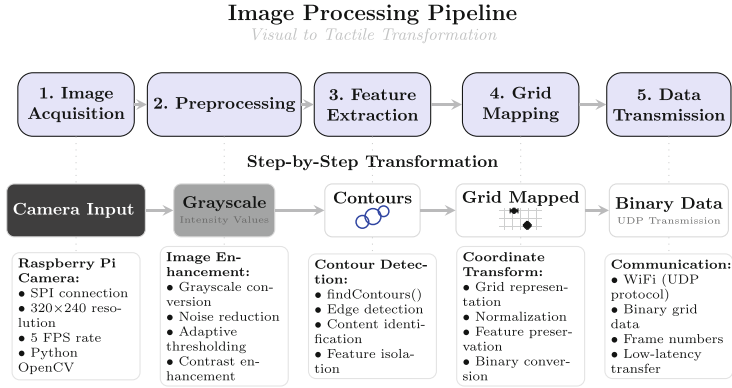 Image Processing Pipeline
Visual to Tactile Transformation
1. Image
Acquisition
2. Preprocessing
3. Feature
Extraction
4. Grid
Mapping
5. Data
Transmission
Step-by-Step Transformation
Camera Input
Grayscale
Intensity Values
Contours
Grid Mapped
Binary Data
UDP Transmission
Raspberry Pi
Camera:
• SPI connection
• 320×240 reso-
lution
• 5 FPS rate
• Python
OpenCV
Image En-
hancement:
• Grayscale con-
version
• Noise reduction
• Adaptive
thresholding
• Contrast en-
hancement
Contour Detec-
tion:
• findContours()
• Edge detection
• Content identi-
fication
• Feature isola-
tion
Coordinate
Transform:
• Grid represen-
tation
• Normalization
• Feature preser-
vation
• Binary conver-
sion
Communication:
• WiFi (UDP
protocol)
• Binary grid
data
• Frame numbers
• Low-latency
transfer